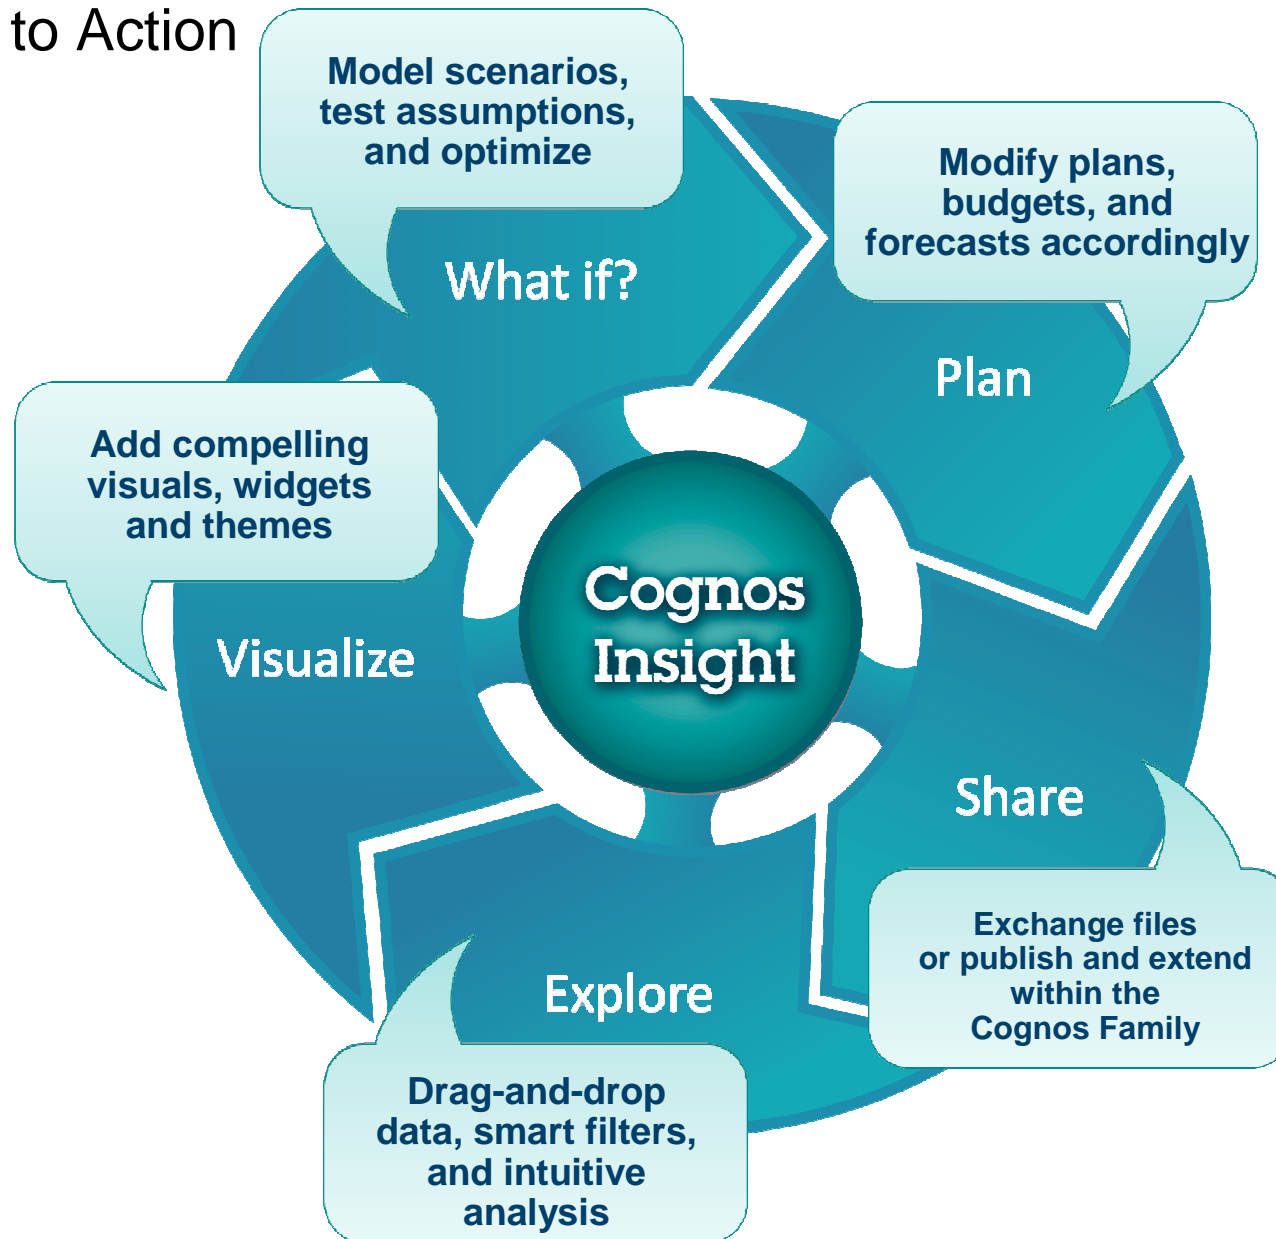 to Action
Model scenarios,
test assumptions,
and optimize
Modify plans,
budgets, and
forecasts accordingly
What if?
Plan
Add compelling
visuals, widgets
and themes
Cognos
Insight
Visualize
Share
Exchange files
or publish and extend
within the
Cognos Family
Explore
Drag-and-drop
data, smart filters,
and intuitive
analysis